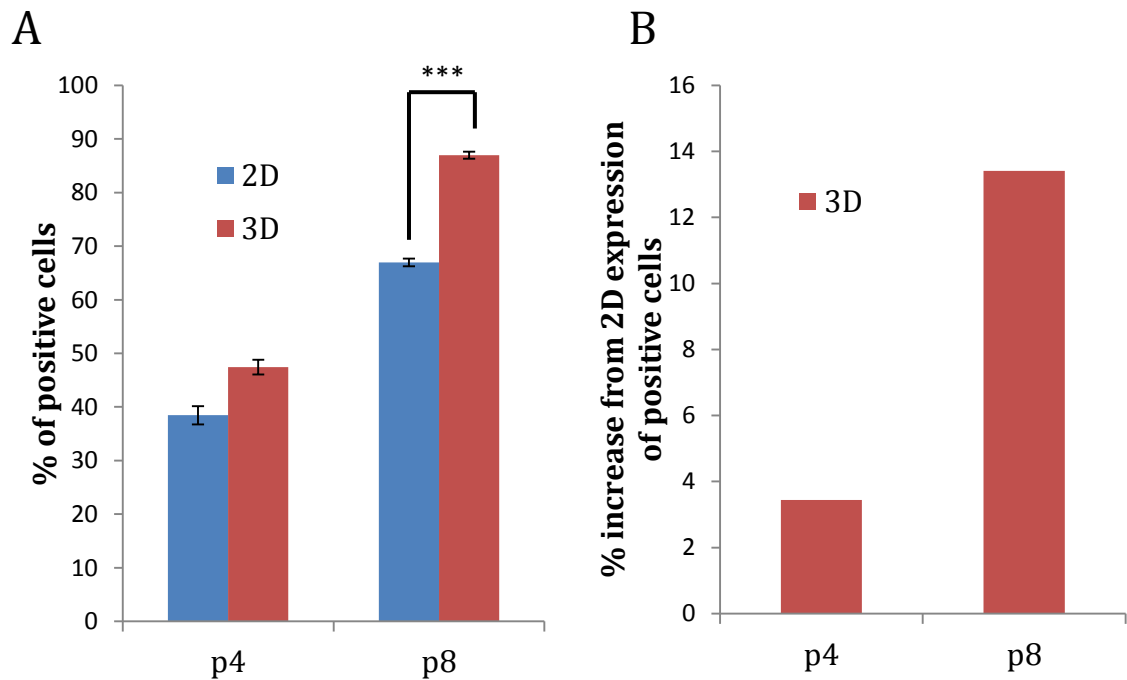 A
% of positive cells
100
90
80
70
60
50
40
30
20
10
0
2D
3D
***
p4
p8
B
% increase from 2D expression
of positive cells
16
14
12
10
8
6
4
2
0
3D
p4
p8